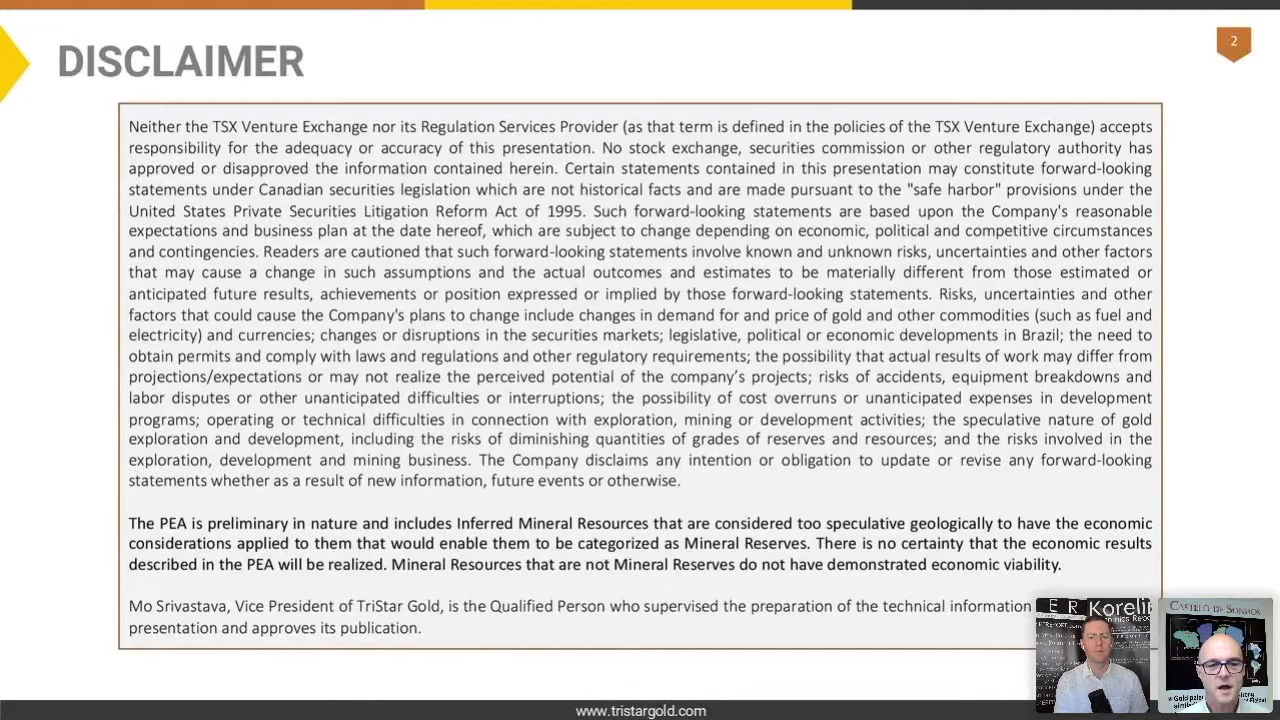 2
DISCLAIMER
Neither the TSX Venture Exchange nor its Regulation Services Provider (as that term is defined in the policies of the TSX Venture Exchange) accepts
responsibility for the adequacy or accuracy of this presentation. No stock exchange, securities commission or other regulatory authority has
approved or disapproved the information contained herein. Certain statements contained in this presentation may constitute forward-looking
statements under Canadian securities legislation which are not historical facts and are made pursuant to the "safe harbor" provisions under the
United States Private Securities Litigation Reform Act of 1995. Such forward-looking statements are based upon the Company's reasonable
expectations and business plan at the date hereof, which are subject to change depending on economic, political and competitive circumstances
and contingencies. Readers are cautioned that such forward-looking statements involve known and unknown risks, uncertainties and other factors
that may cause a change in such assumptions and the actual outcomes and estimates to be materially different from those estimated or
anticipated future results, achievements or position expressed or implied by those forward-looking statements. Risks, uncertainties and other
factors that could cause the Company's plans to change include changes in demand for and price of gold and other commodities (such as fuel and
electricity) and currencies; changes or disruptions in the securities markets; legislative, political or economic developments in Brazil; the need to
obtain permits and comply with laws and regulations and other regulatory requirements; the possibility that actual results of work may differ from
projections/expectations or may not realize the perceived potential of the company’s projects; risks of accidents, equipment breakdowns and
labor disputes or other unanticipated difficulties or interruptions; the possibility of cost overruns or unanticipated expenses in development
programs; operating or technical difficulties in connection with exploration, mining or development activities; the speculative nature of gold
exploration and development, including the risks of diminishing quantities of grades of reserves and resources; and the risks involved in the
exploration, development and mining business. The Company disclaims any intention or obligation to update or revise any forward-looking
statements whether as a result of new information, future events or otherwise.
The PEA is preliminary in nature and includes Inferred Mineral Resources that are considered too speculative geologically to have the economic
considerations applied to them that would enable them to be categorized as Mineral Reserves. There is no certainty that the economic results
described in the PEA will be realized. Mineral Resources that are not Mineral Reserves do not have demonstrated economic viability.
Mo Srivastava, Vice President of TriStar Gold, is the Qualified Person who supervised the preparation of the technical information
presentation and approves its publication.
E R Koreli
CASTELO DE SONHOS
www.tristargold.com